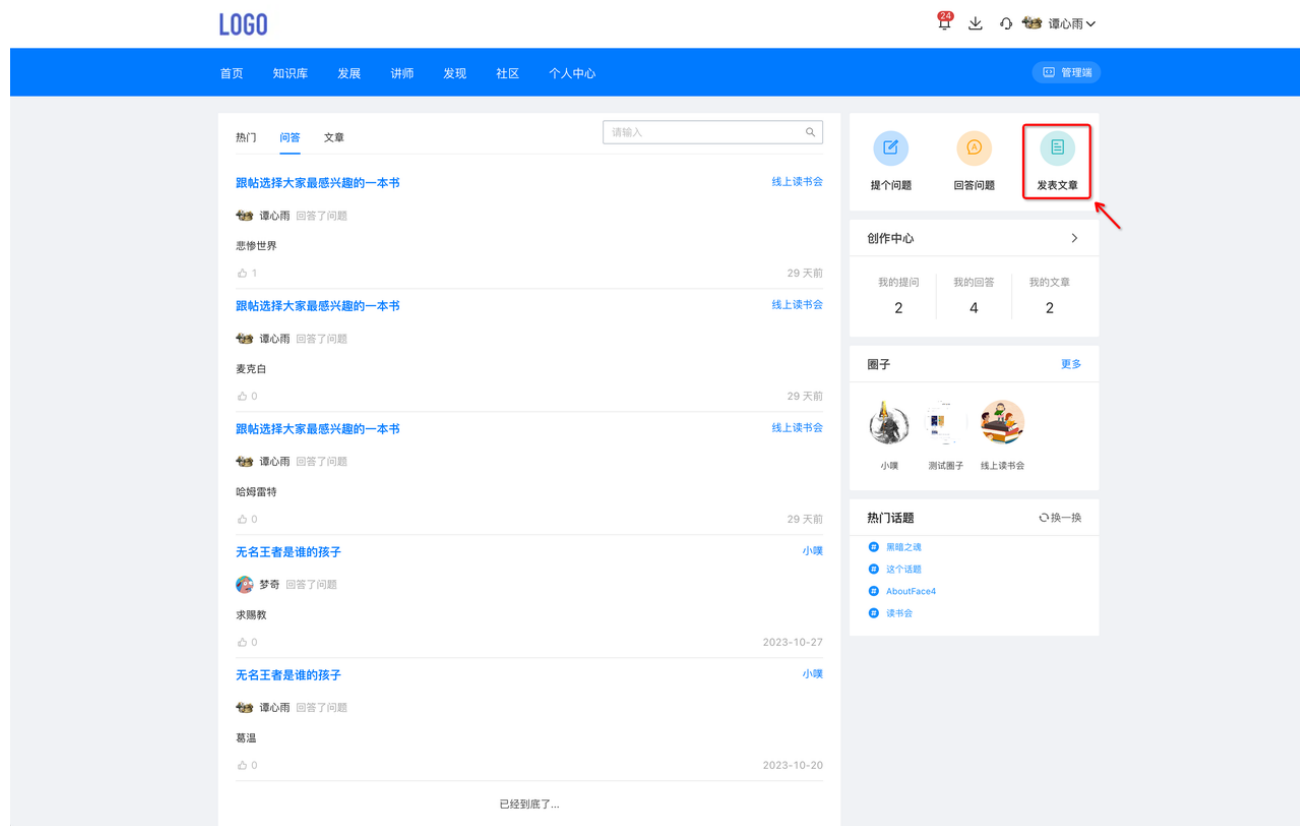 LOGO
24
谭心雨
首页 知识库 发展 讲师 发现 社区 个人中心
管理端
热门 问答 文章
请输入
跟帖选择大家最感兴趣的一本书 线上读书会
谭心雨 回答了问题
悲惨世界
1 29 天前
跟帖选择大家最感兴趣的一本书 线上读书会
谭心雨 回答了问题
麦克白
0 29 天前
跟帖选择大家最感兴趣的一本书 线上读书会
谭心雨 回答了问题
哈姆雷特
0 29 天前
无名王者是谁的孩子 小噗
梦奇 回答了问题
求赐教
0 2023-10-27
无名王者是谁的孩子 小噗
谭心雨 回答了问题
葛温
0 2023-10-20
已经到底了...
提个问题 回答问题 发表文章
创作中心
我的提问 我的回答 我的文章
2 4 2
圈子 更多
小噗 测试圈子 线上读书会
热门话题 换一换
# 黑暗之魂
# 这个话题
# AboutFace4
# 读书会